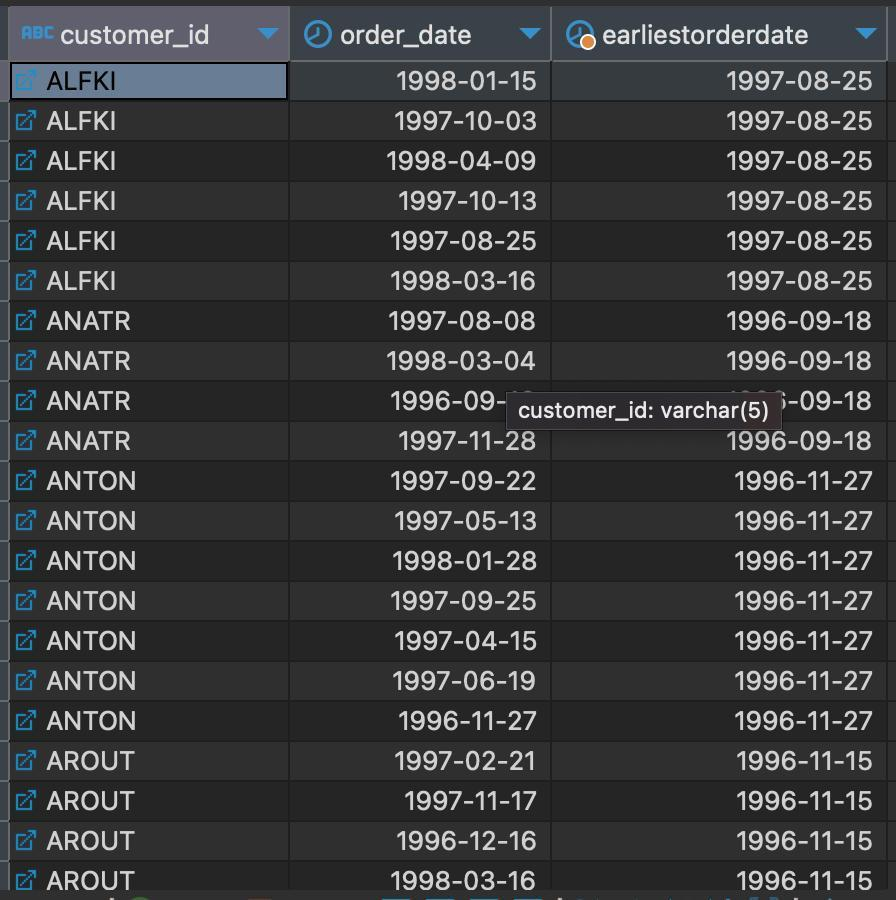 ABC customer_id order_date earliestorderdate
ALFKI 1998-01-15 1997-08-25
ALFKI 1997-10-03 1997-08-25
ALFKI 1998-04-09 1997-08-25
ALFKI 1997-10-13 1997-08-25
ALFKI 1997-08-25 1997-08-25
ALFKI 1998-03-16 1997-08-25
ANATR 1997-08-08 1996-09-18
ANATR 1998-03-04 1996-09-18
ANATR 1996-09- -09-18
customer_id: varchar(5)
ANATR 1997-11-28 1996-09-18
ANTON 1997-09-22 1996-11-27
ANTON 1997-05-13 1996-11-27
ANTON 1998-01-28 1996-11-27
ANTON 1997-09-25 1996-11-27
ANTON 1997-04-15 1996-11-27
ANTON 1997-06-19 1996-11-27
ANTON 1996-11-27 1996-11-27
AROUT 1997-02-21 1996-11-15
AROUT 1997-11-17 1996-11-15
AROUT 1996-12-16 1996-11-15
AROUT 1998-03-16 1996-11-15